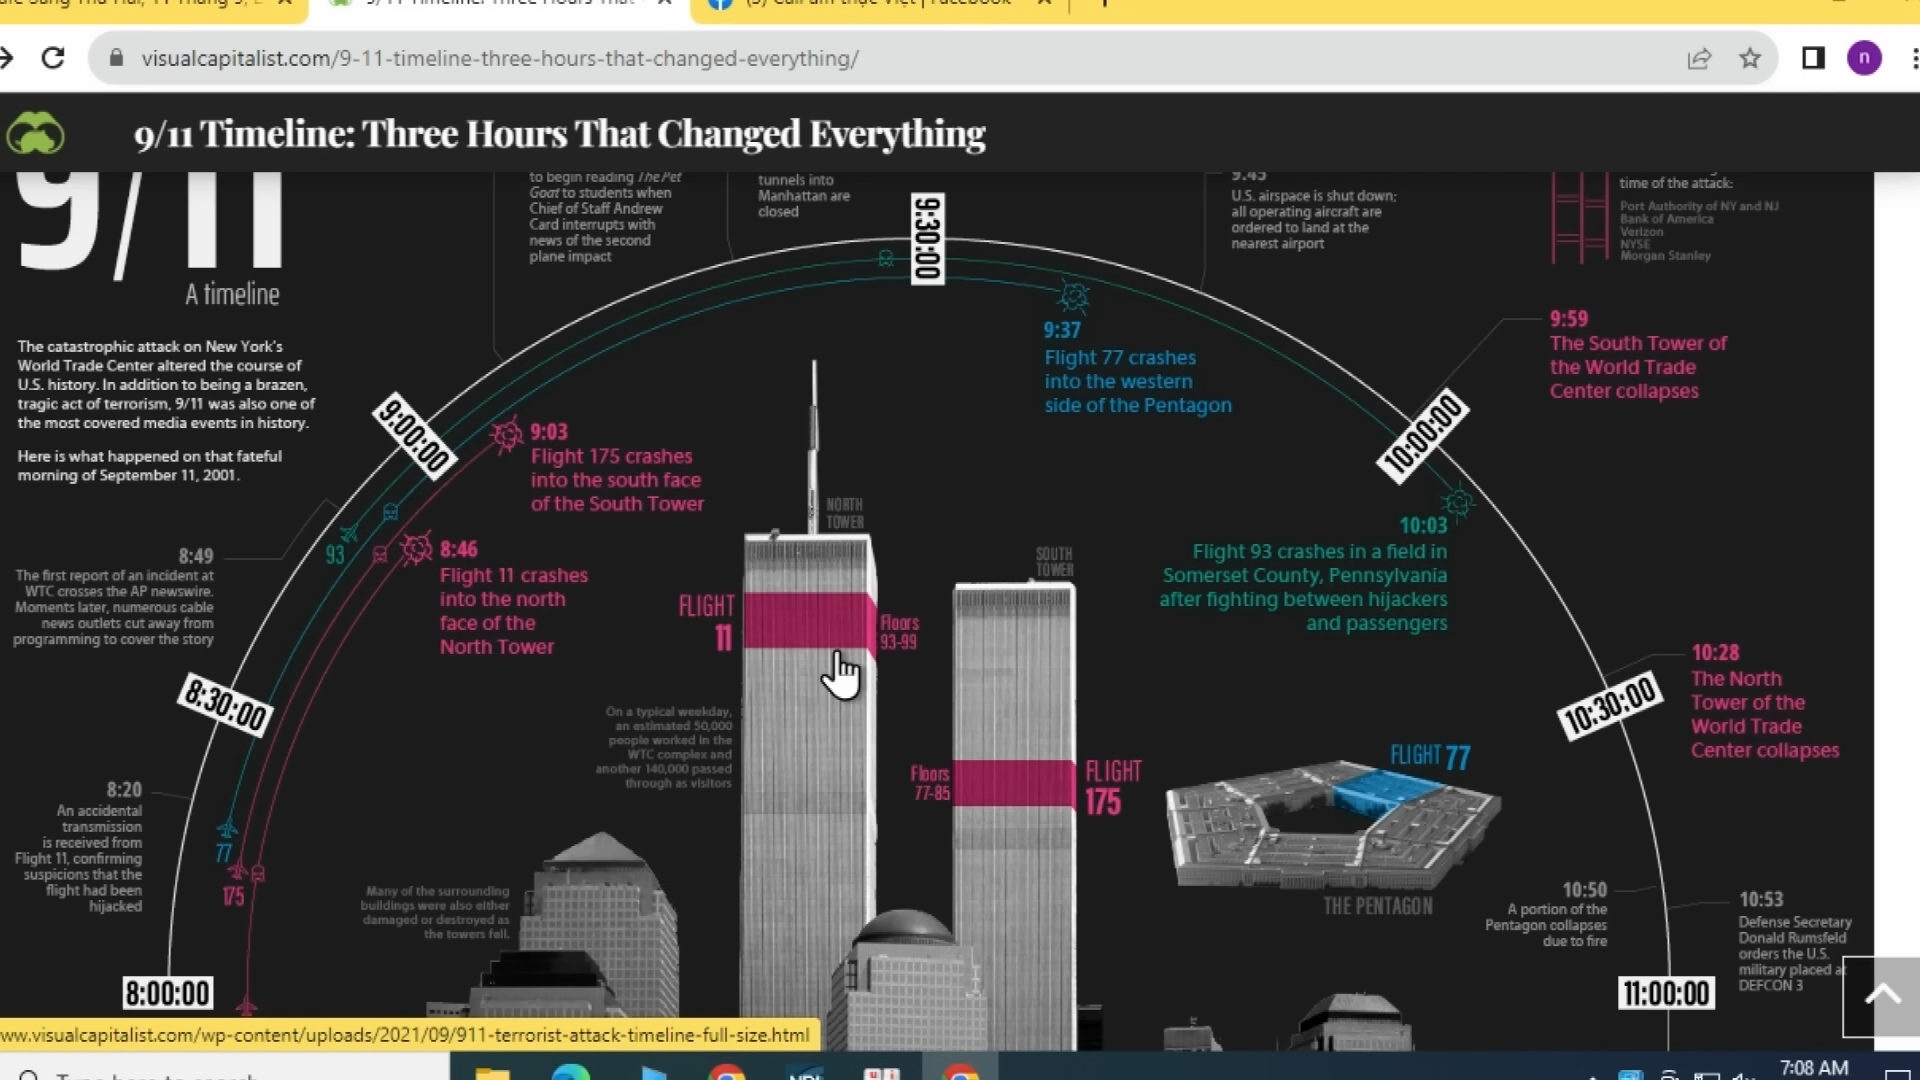 visualcapitalist.com/9-11-timeline-three-hours-that-changed-everything/
n
9/11 Timeline: Three Hours That Changed Everything
9/11
A timeline
The catastrophic attack on New York's
World Trade Center altered the course of
U.S. history. In addition to being a brazen,
tragic act of terrorism, 9/11 was also one of
the most covered media events in history.
Here is what happened on that fateful
morning of September 11, 2001.
to begin reading The Pet
Goat to students when
Chief of Staff Andrew
Card interrupts with
news of the second
plane impact
tunnels into
Manhattan are
closed
9:30:00
9:45
U.S. airspace is shut down;
all operating aircraft are
ordered to land at the
nearest airport
time of the attack:
Port Authority of NY and NJ
Bank of America
Verizon
NYSE
Morgan Stanley
9:37
Flight 77 crashes
into the western
side of the Pentagon
9:59
The South Tower of
the World Trade
Center collapses
9:00:00
10:00:00
9:03
Flight 175 crashes
into the south face
of the South Tower
NORTH
TOWER
SOUTH
TOWER
10:03
Flight 93 crashes in a field in
Somerset County, Pennsylvania
after fighting between hijackers
and passengers
93
8:49
The first report of an incident at
WTC crosses the AP newswire.
Moments later, numerous cable
news outlets cut away from
programming to cover the story
8:46
Flight 11 crashes
into the north
face of the
North Tower
FLIGHT
11
Floors
93-99
10:28
The North
Tower of the
World Trade
Center collapses
8:30:00
10:30:00
On a typical weekday,
an estimated 50,000
people worked in the
WTC complex and
another 140,000 passed
through as visitors
Floors
77-85
FLIGHT
175
FLIGHT 77
THE PENTAGON
8:20
An accidental
transmission
is received from
Flight 11, confirming
suspicions that the
flight had been
hijacked
77
175
Many of the surrounding
buildings were also either
damaged or destroyed as
the towers fell.
10:50
A portion of the
Pentagon collapses
due to fire
10:53
Defense Secretary
Donald Rumsfeld
orders the U.S.
military placed at
DEFCON 3
8:00:00
11:00:00
ww.visualcapitalist.com/wp-content/uploads/2021/09/911-terrorist-attack-timeline-full-size.html
7:08 AM